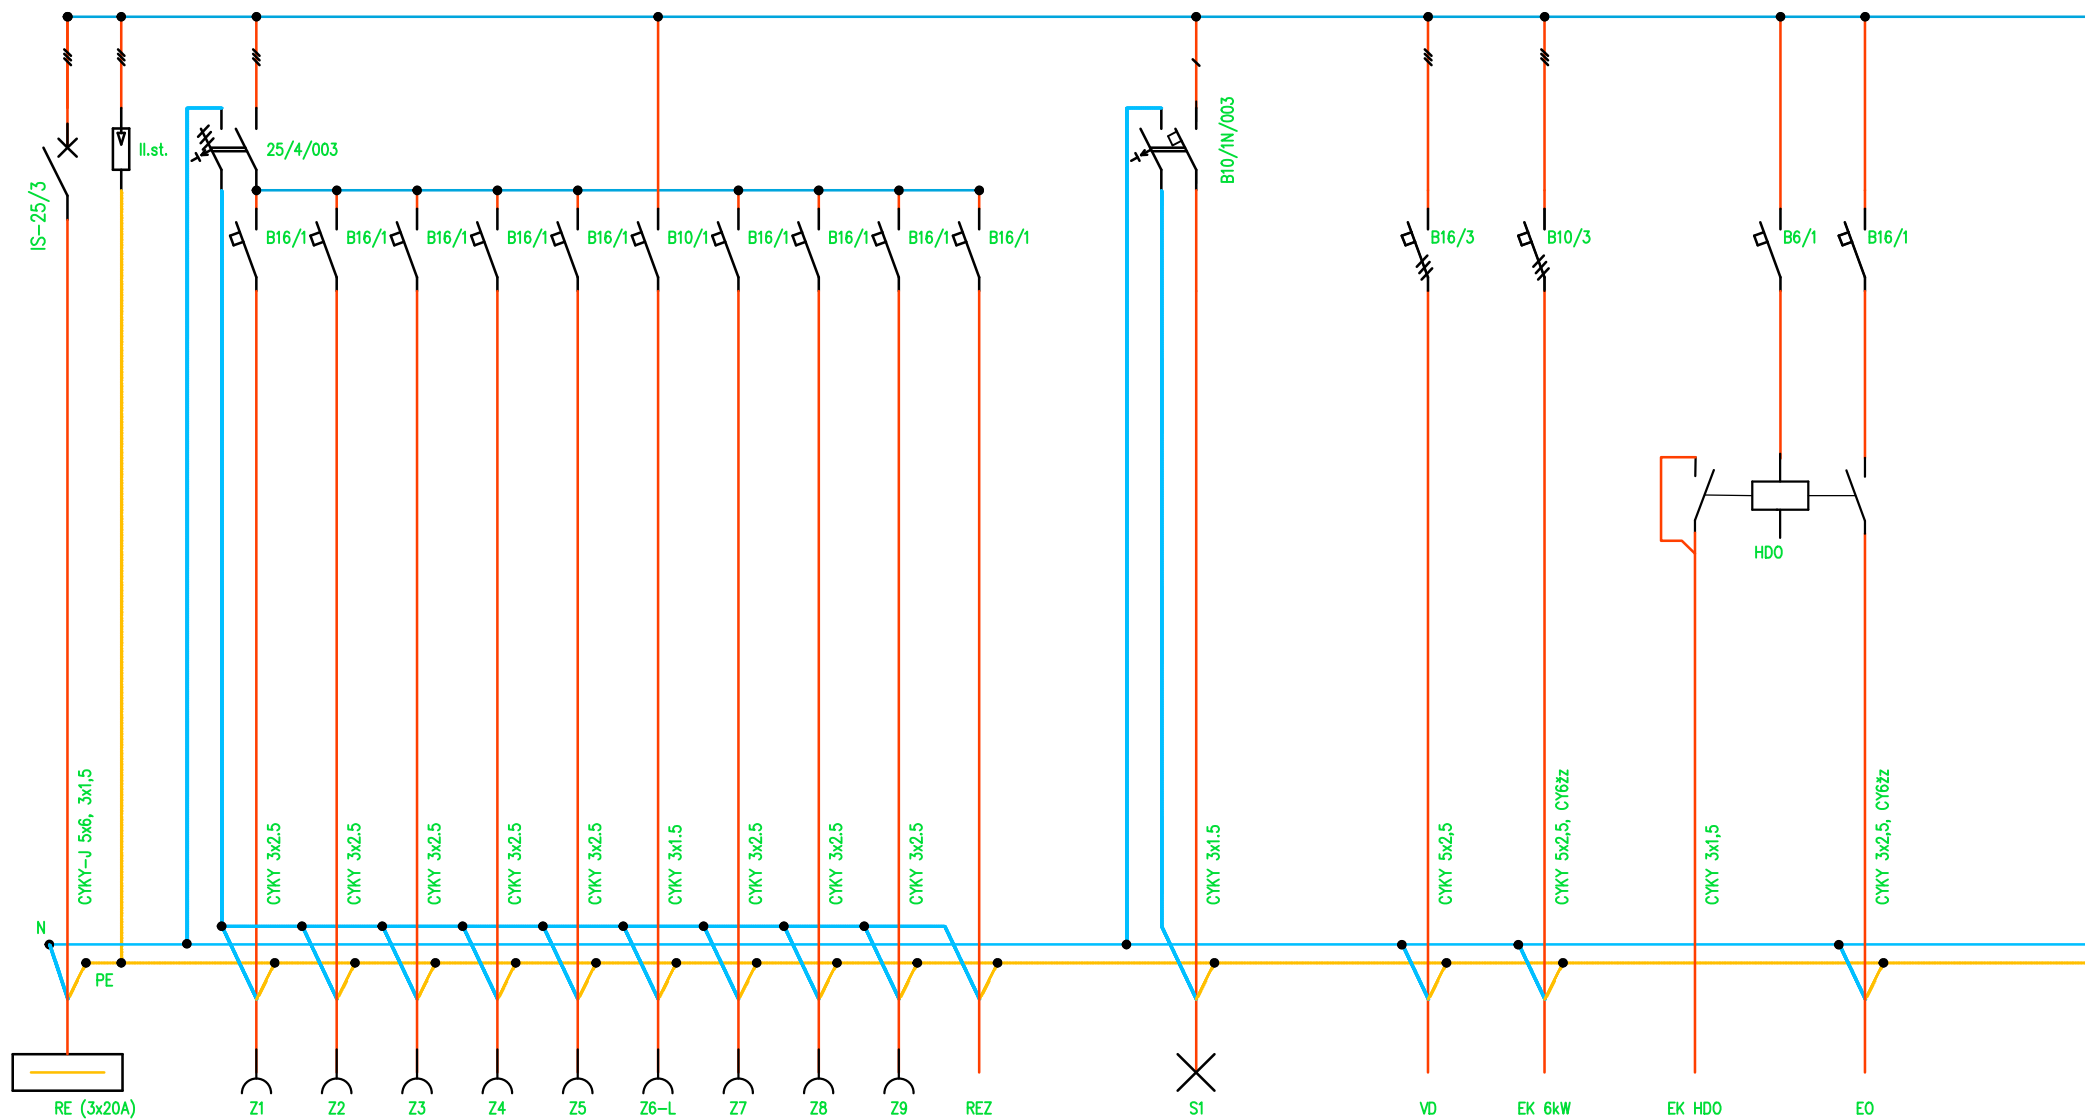 II.st.
25/4/003
IS-25/3
B10/1N/003
B16/1
B16/1
B16/1
B16/1
B16/1
B10/1
B16/1
B16/1
B16/1
B16/1
B16/3
B10/3
B6/1
B16/1
HDO
CYKY-J 5x6, 3x1,5
CYKY 3x2.5
CYKY 3x2.5
CYKY 3x2.5
CYKY 3x2.5
CYKY 3x2.5
CYKY 3x1.5
CYKY 3x2.5
CYKY 3x2.5
CYKY 3x2.5
CYKY 3x1.5
CYKY 5x2,5
CYKY 5x2,5, CY6žz
CYKY 3x1,5
CYKY 3x2,5, CY6žz
N
PE
RE (3x20A)
Z1
Z2
Z3
Z4
Z5
Z6-L
Z7
Z8
Z9
REZ
S1
VD
EK 6kW
EK HDO
EO